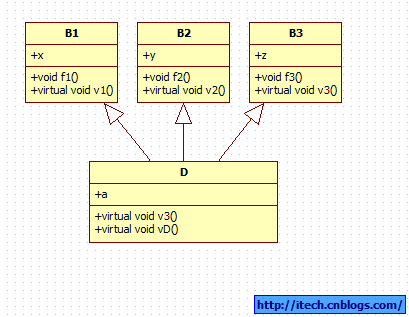 B1
+x
+void f1()
+virtual void v1()
B2
+y
+void f2()
+virtual void v2()
B3
+z
+void f3()
+virtual void v3()
D
+a
+virtual void v3()
+virtual void vD()
http://itech.cnblogs.com/